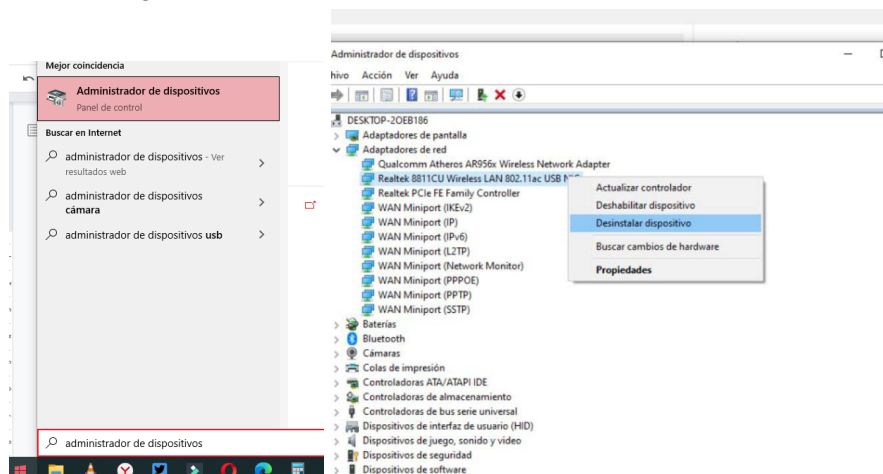 Mejor coincidencia
Administrador de dispositivos
Panel de control
Buscar en Internet
administrador de dispositivos - Ver
resultados web
administrador de dispositivos
cámara
administrador de dispositivos usb
administrador de dispositivos
Administrador de dispositivos
hivo Acción Ver Ayuda
DESKTOP-2OEB186
Adaptadores de pantalla
Adaptadores de red
Qualcomm Atheros AR956x Wireless Network Adapter
Realtek 8811CU Wireless LAN 802.11ac USB NIC
Realtek PCIe FE Family Controller
WAN Miniport (IKEv2)
WAN Miniport (IP)
WAN Miniport (IPv6)
WAN Miniport (L2TP)
WAN Miniport (Network Monitor)
WAN Miniport (PPPOE)
WAN Miniport (PPTP)
WAN Miniport (SSTP)
Baterías
Bluetooth
Cámaras
Colas de impresión
Controladoras ATA/ATAPI IDE
Controladoras de almacenamiento
Controladoras de bus serie universal
Dispositivos de interfaz de usuario (HID)
Dispositivos de juego, sonido y vídeo
Dispositivos de seguridad
Dispositivos de software
Actualizar controlador
Deshabilitar dispositivo
Desinstalar dispositivo
Buscar cambios de hardware
Propiedades